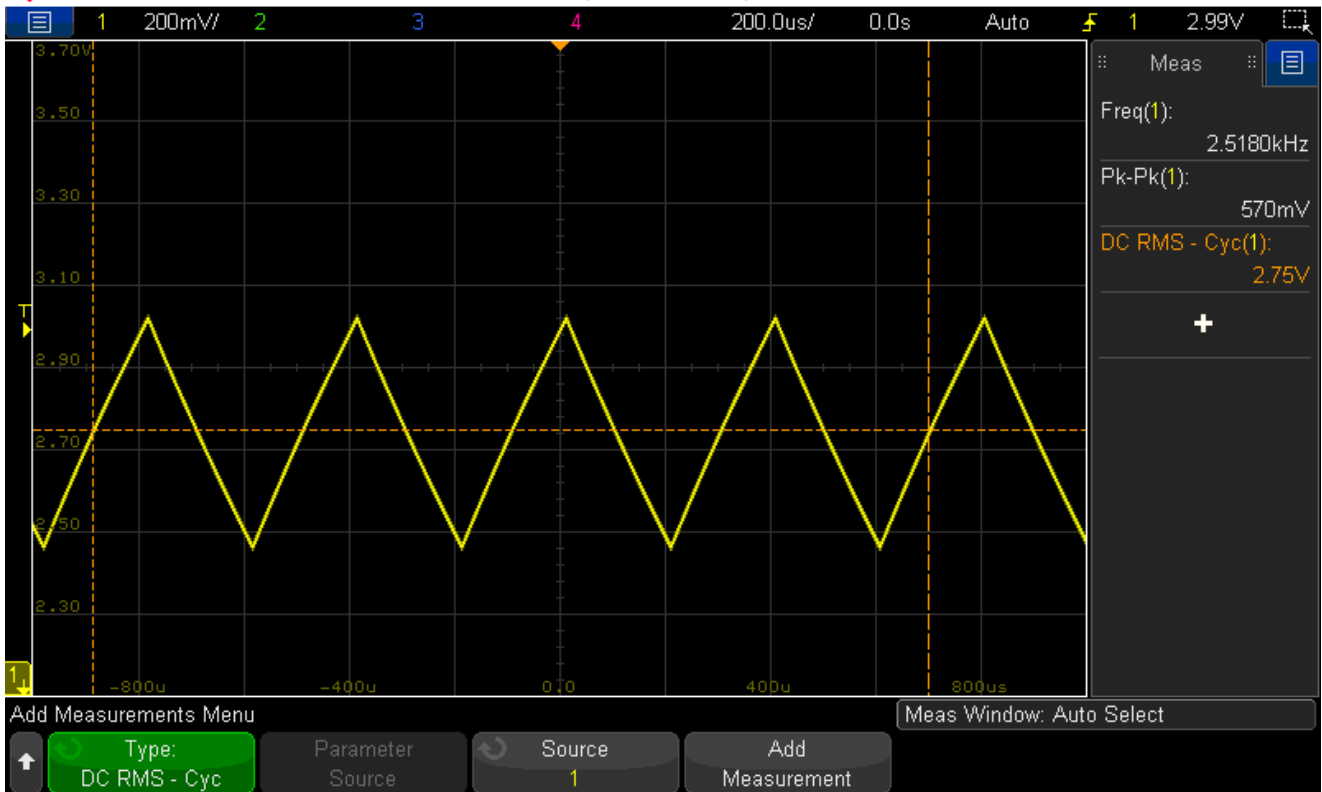 1 200mV/ 2 3 4 200.0us/ 0.0s Auto 1 2.99V
3.70V
3.50
3.30
3.10
2.90
2.70
2.50
2.30
T
1
-800u -400u 0.0 400u 800us
Meas
Freq(1):
2.5180kHz
Pk-Pk(1):
570mV
DC RMS - Cyc(1):
2.75V
+
Add Measurements Menu
Meas Window: Auto Select
Type:
DC RMS - Cyc
Parameter
Source
Source
1
Add
Measurement